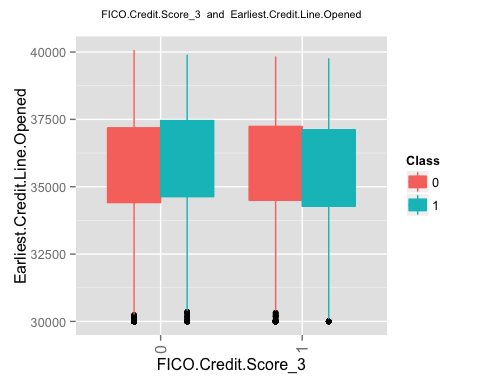 FICO.Credit.Score_3 and Earliest.Credit.Line.Opened
40000
37500
35000
32500
30000
Earliest.Credit.Line.Opened
0
1
FICO.Credit.Score_3
Class
0
1